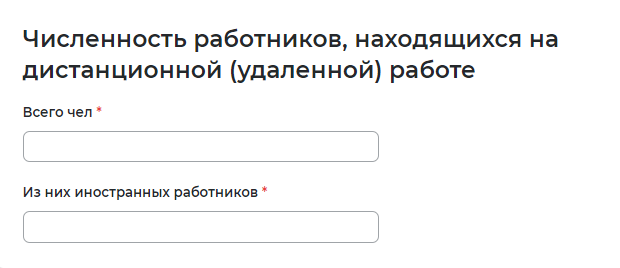 Численность работников, находящихся на
дистанционной (удаленной) работе
Всего чел *
Из них иностранных работников *